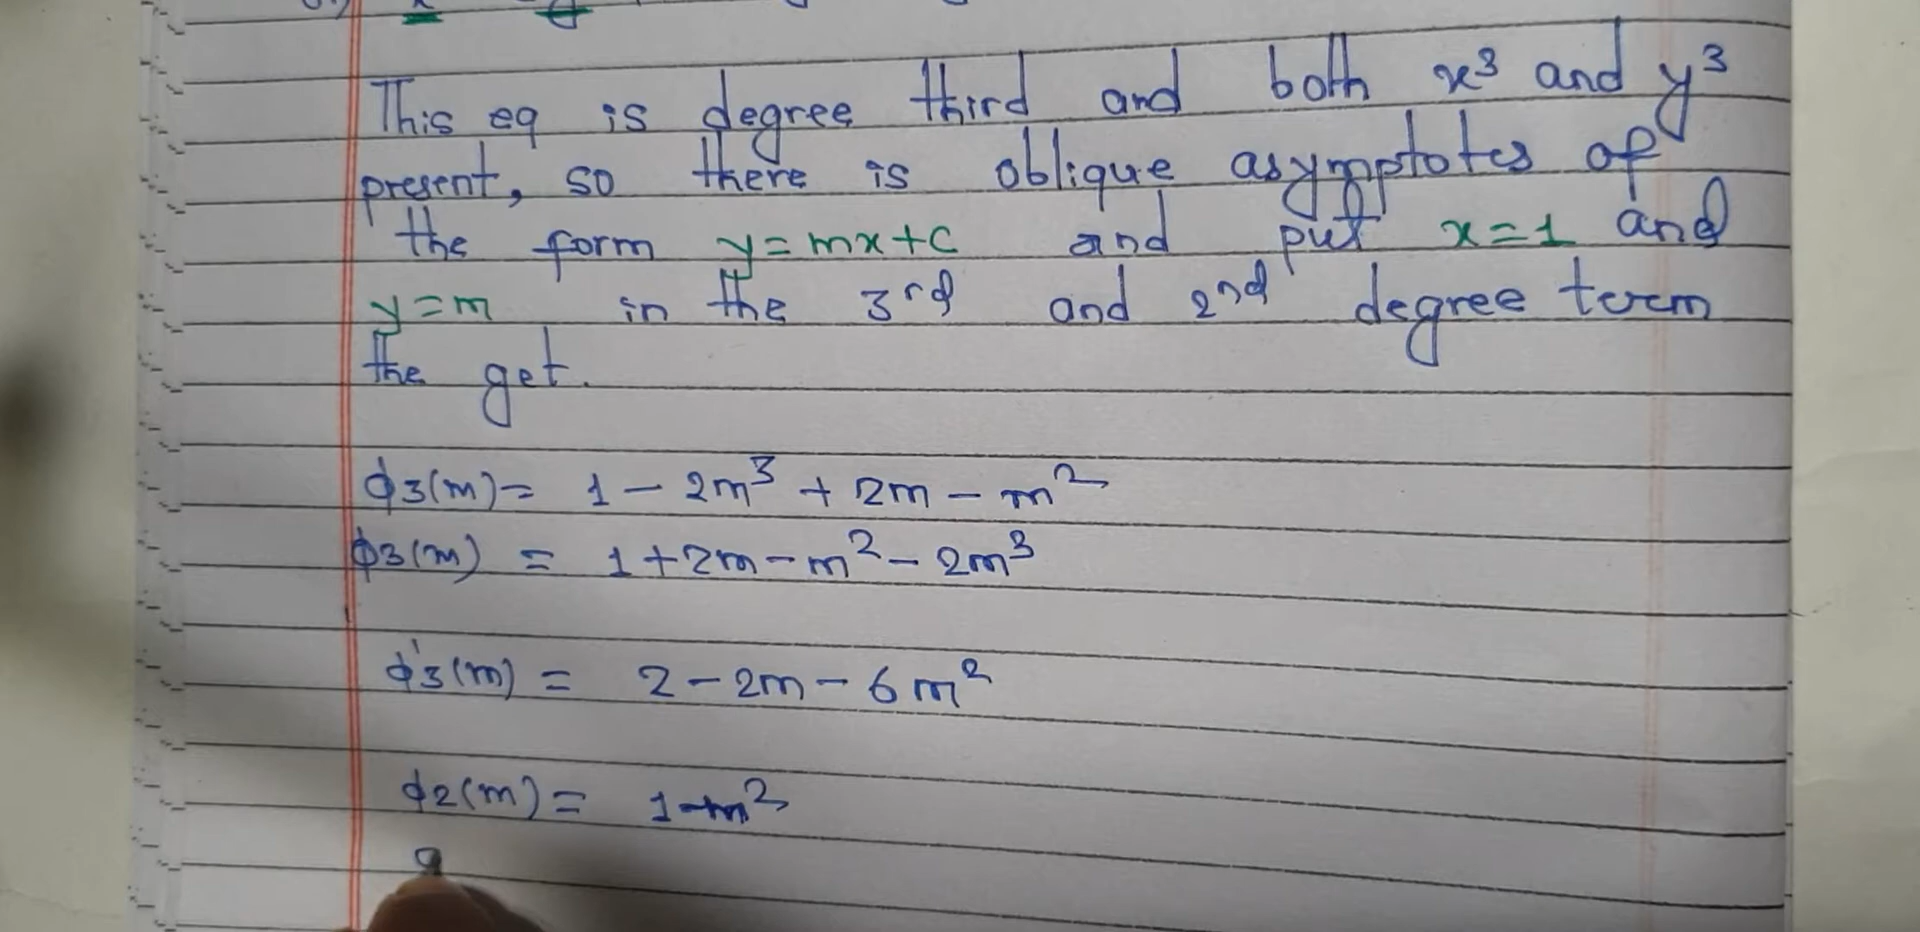 This eq is degree third and both x³ and y³
present, so there is oblique asymptotes of
the form y=mx+c and put x=1 and
y=m in the 3rd and 2nd degree term
the get.
ϕ3(m)= 1 - 2m³ + 2m - m²
ϕ3(m) = 1+2m-m²-2m³
ϕ'3(m) = 2-2m-6m²
ϕ2(m)= 1-m²